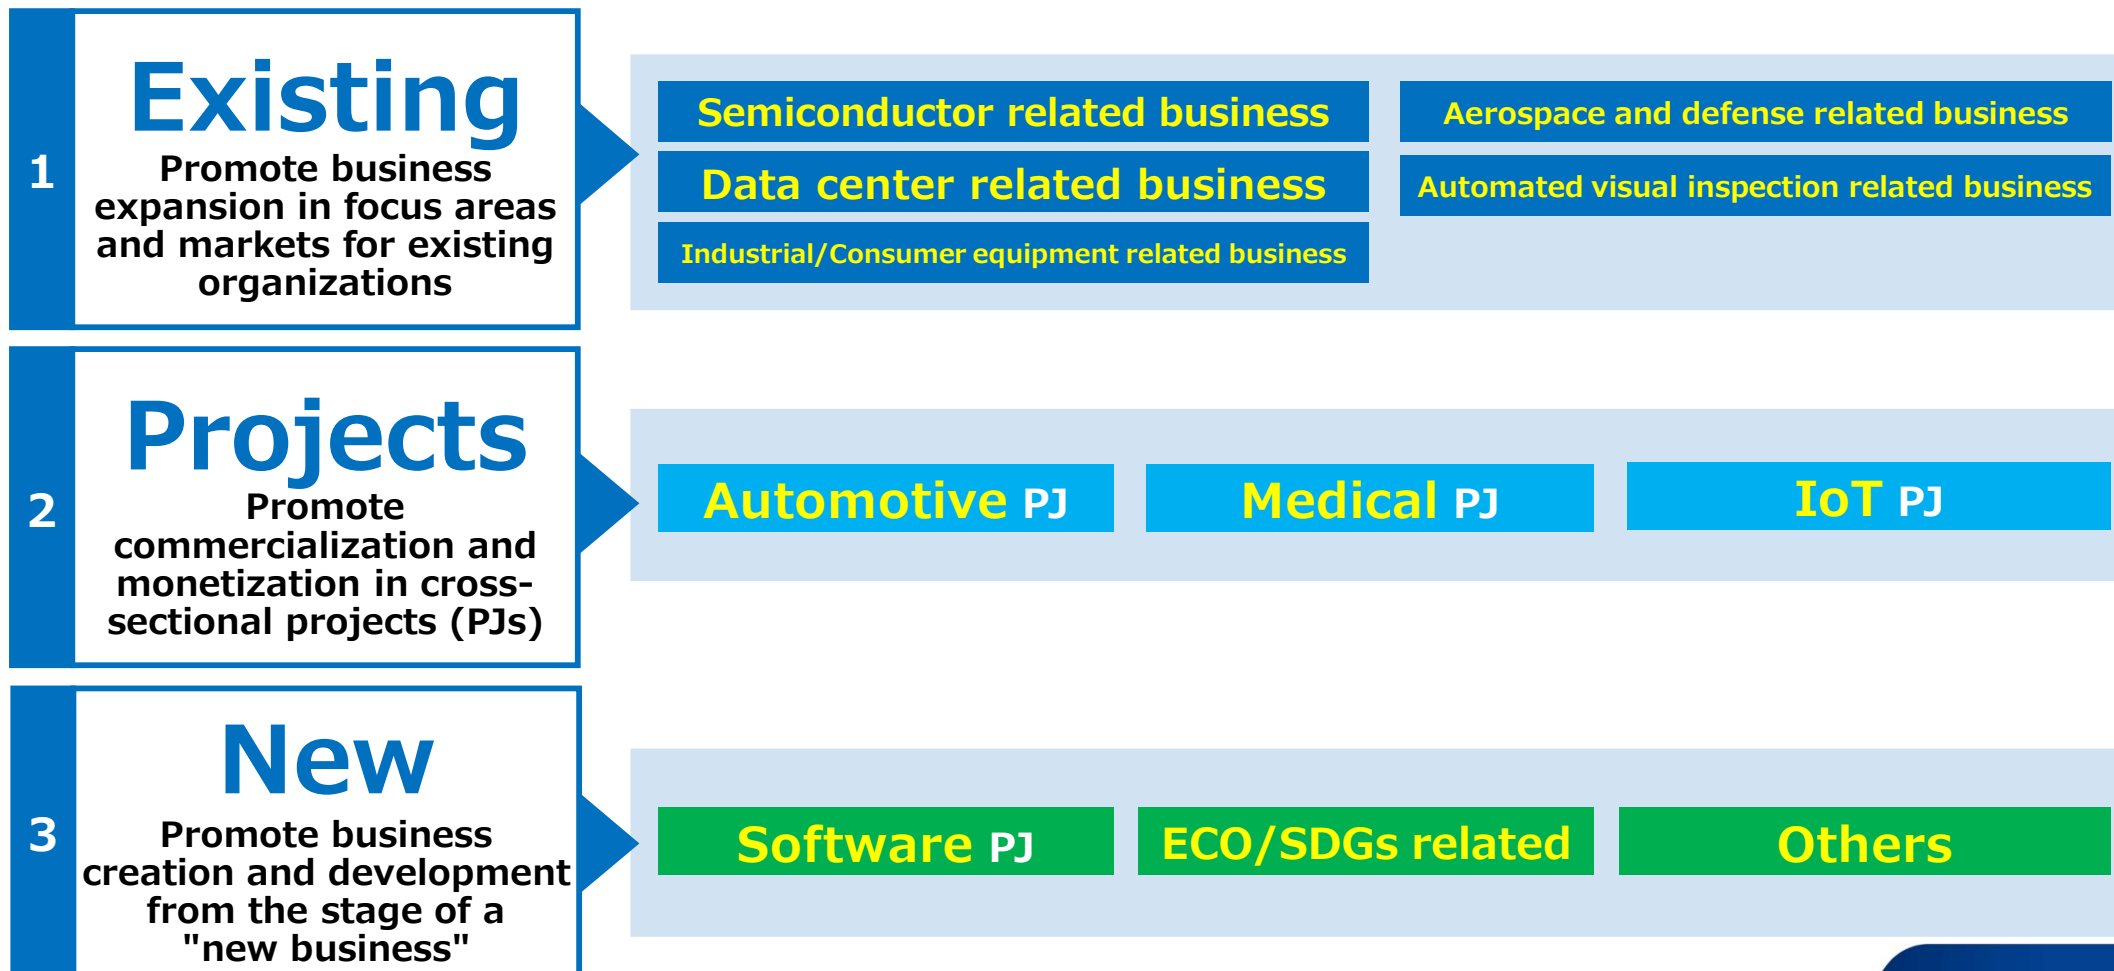 1
Existing
Promote business
expansion in focus areas
and markets for existing
organizations
Semiconductor related business
Data center related business
Industrial/Consumer equipment related business
Aerospace and defense related business
Automated visual inspection related business
2
Projects
Promote
commercialization and
monetization in cross-
sectional projects (PJs)
Automotive PJ
Medical PJ
IoT PJ
3
New
Promote business
creation and development
from the stage of a
"new business"
Software PJ
ECO/SDGs related
Others